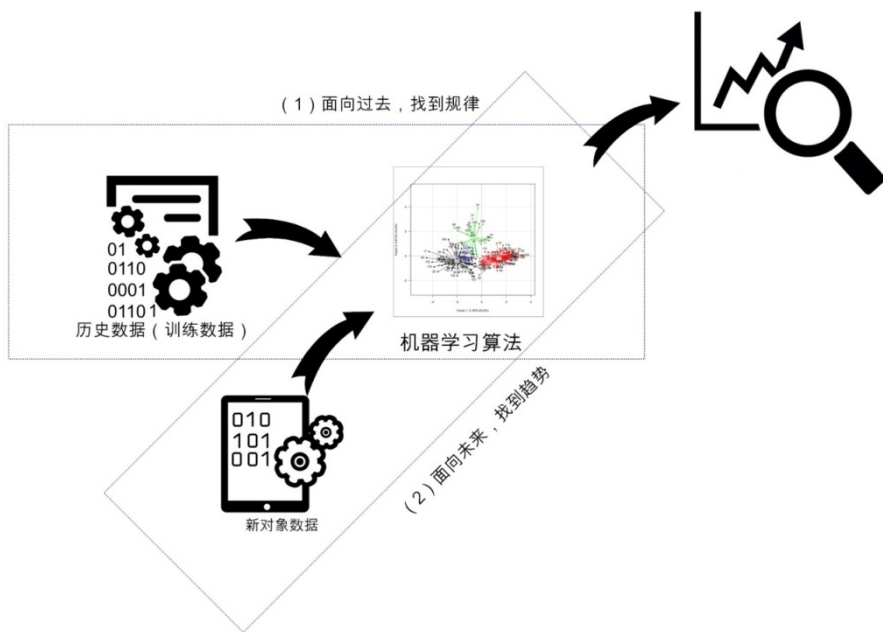 （1）面向过去，找到规律
01
0110
0001
01101
历史数据（训练数据）
机器学习算法
010
101
001
新对象数据
（2）面向未来，找到趋势